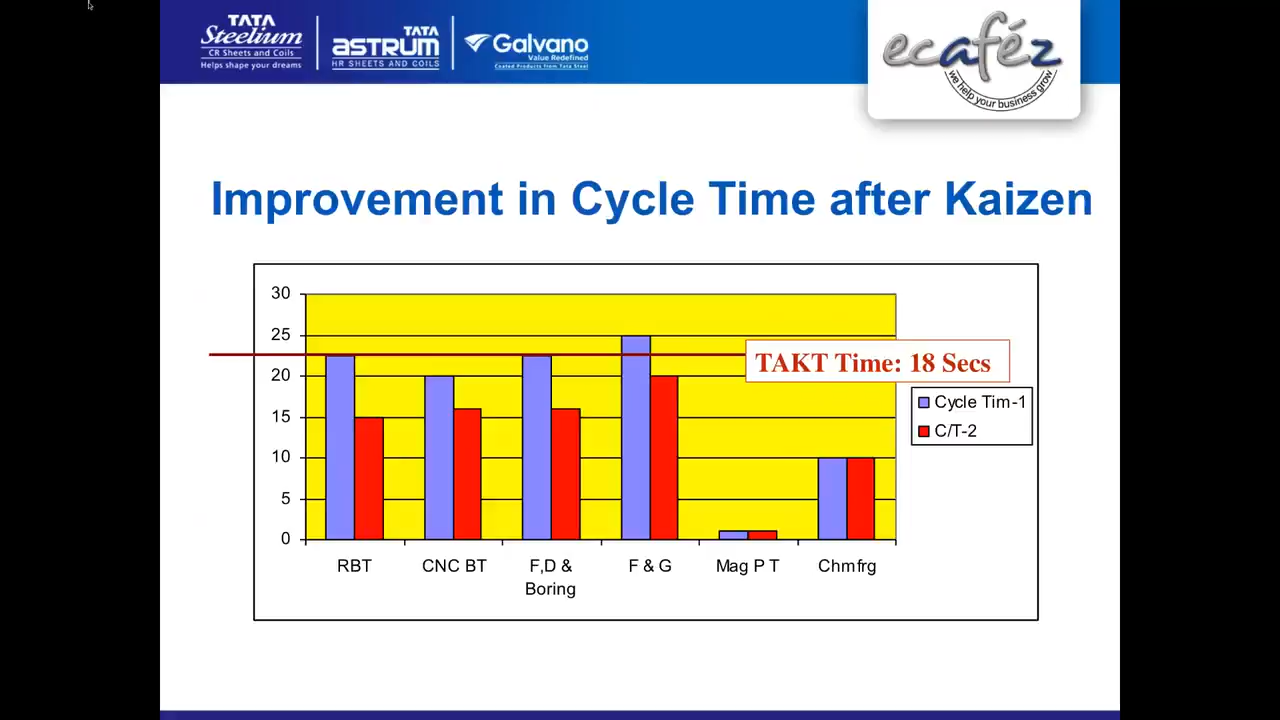 TATA
Steelium
CR Sheets and Coils
Helps shape your dreams
TATA
ASTRUM
HR SHEETS AND COILS
Galvano
Value Redefined
Coated Products from Tata Steel
ecaféz
we help your business grow
Improvement in Cycle Time after Kaizen
30
25
20
15
10
5
0
TAKT Time: 18 Secs
Cycle Tim-1
C/T-2
RBT
CNC BT
F,D &
Boring
F & G
Mag P T
Chmfrg